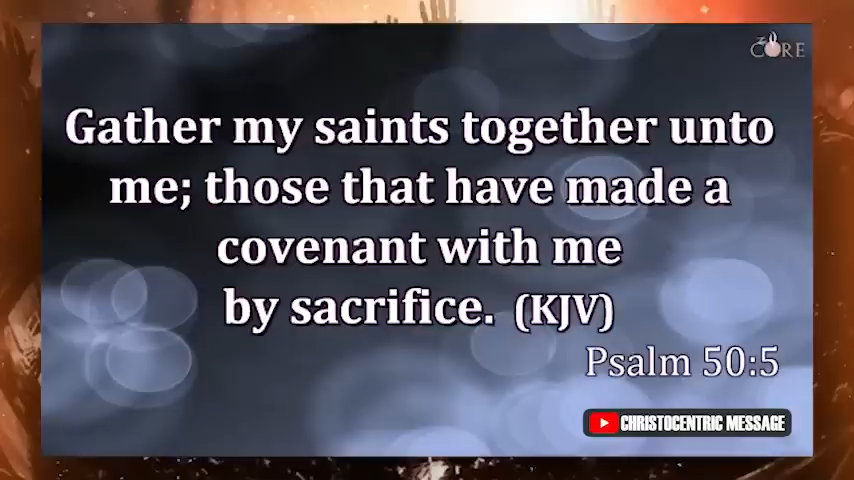 CORE
Gather my saints together unto
me; those that have made a
covenant with me
by sacrifice. (KJV)
Psalm 50:5
CHRISTOCENTRIC MESSAGE